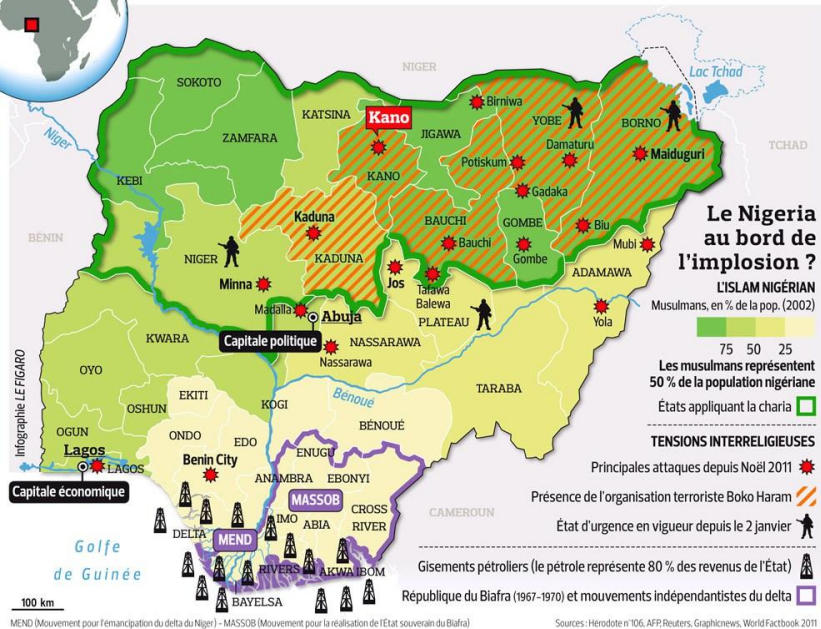 Le Nigeria
au bord de
l'implosion ?
L'ISLAM NIGÉRIAN
Musulmans, en % de la pop. (2002)
75 50 25
Les musulmans représentent
50 % de la population nigériane
États appliquant la charia
TENSIONS INTERRELIGIEUSES
Principales attaques depuis Noël 2011
Présence de l'organisation terroriste Boko Haram
État d'urgence en vigueur depuis le 2 janvier
Gisements pétroliers (le pétrole représente 80 % des revenus de l'État)
République du Biafra (1967-1970) et mouvements indépendantistes du delta
NIGER
Lac Tchad
TCHAD
BÉNIN
CAMEROUN
Niger
Bénoué
Golfe
de Guinée
SOKOTO
ZAMFARA
KEBI
KATSINA
Kano
KANO
JIGAWA
Birniwa
YOBE
BORNO
Damaturu
Maiduguri
Potiskum
Gadaka
BAUCHI
Bauchi
GOMBE
Gombe
Biu
Mubi
ADAMAWA
Yola
Kaduna
KADUNA
NIGER
Minna
Jos
Tafawa
Balewa
PLATEAU
Madalla
Abuja
Capitale politique
NASSARAWA
Nassarawa
TARABA
KWARA
OYO
OSHUN
EKITI
KOGI
BÉNOUÉ
OGUN
ONDO
EDO
Lagos
LAGOS
Capitale économique
Benin City
ENUGU
ANAMBRA
EBONYI
MASSOB
CROSS
RIVER
IMO
ABIA
DELTA
MEND
RIVERS
AKWA IBOM
BAYELSA
100 km
Infographie LE FIGARO
MEND (Mouvement pour l'émancipation du delta du Niger) - MASSOB (Mouvement pour la réalisation de l'État souverain du Biafra)
Sources : Hérodote n°106, AFP, Reuters, Graphicnews, World Factbook 2011